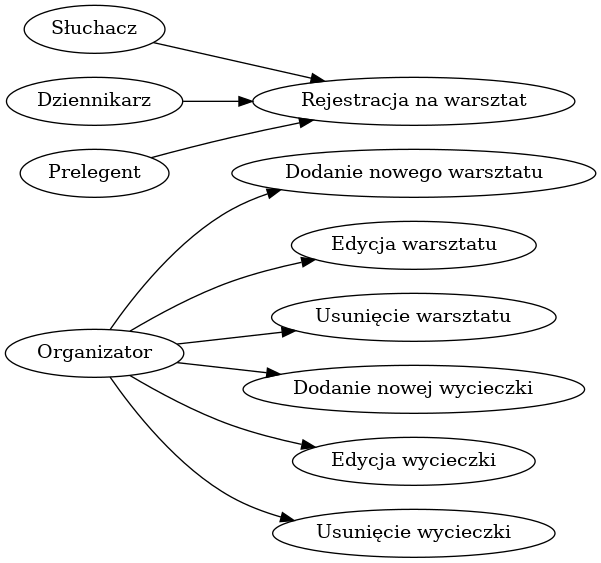 Słuchacz
Dziennikarz
Rejestracja na warsztat
Prelegent
Dodanie nowego warsztatu
Edycja warsztatu
Usunięcie warsztatu
Organizator
Dodanie nowej wycieczki
Edycja wycieczki
Usunięcie wycieczki